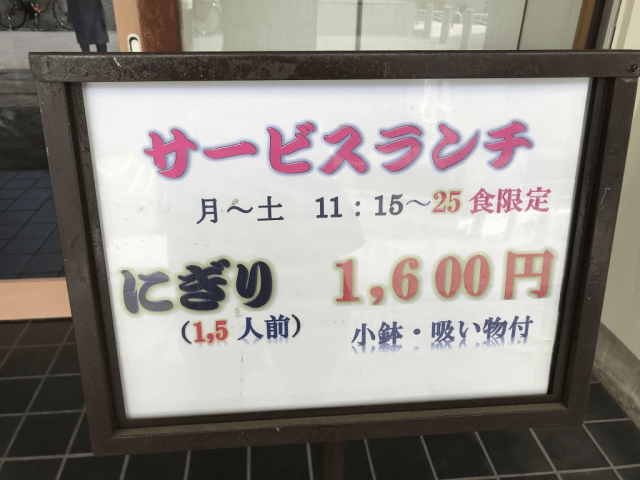 サービスランチ
月～土 11：15～25食限定
にぎり 1,600円
(1,5人前) 小鉢・吸い物付